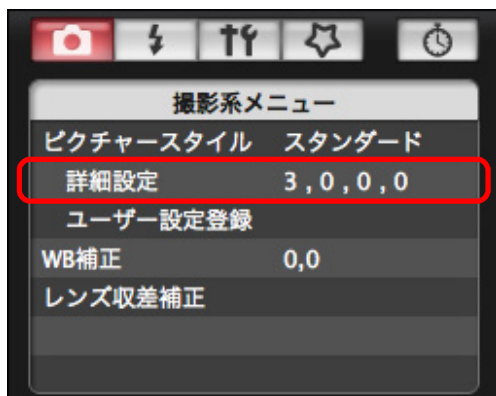 撮影系メニュー
ピクチャースタイル スタンダード
詳細設定 3 , 0 , 0 , 0
ユーザー設定登録
WB補正 0,0
レンズ収差補正